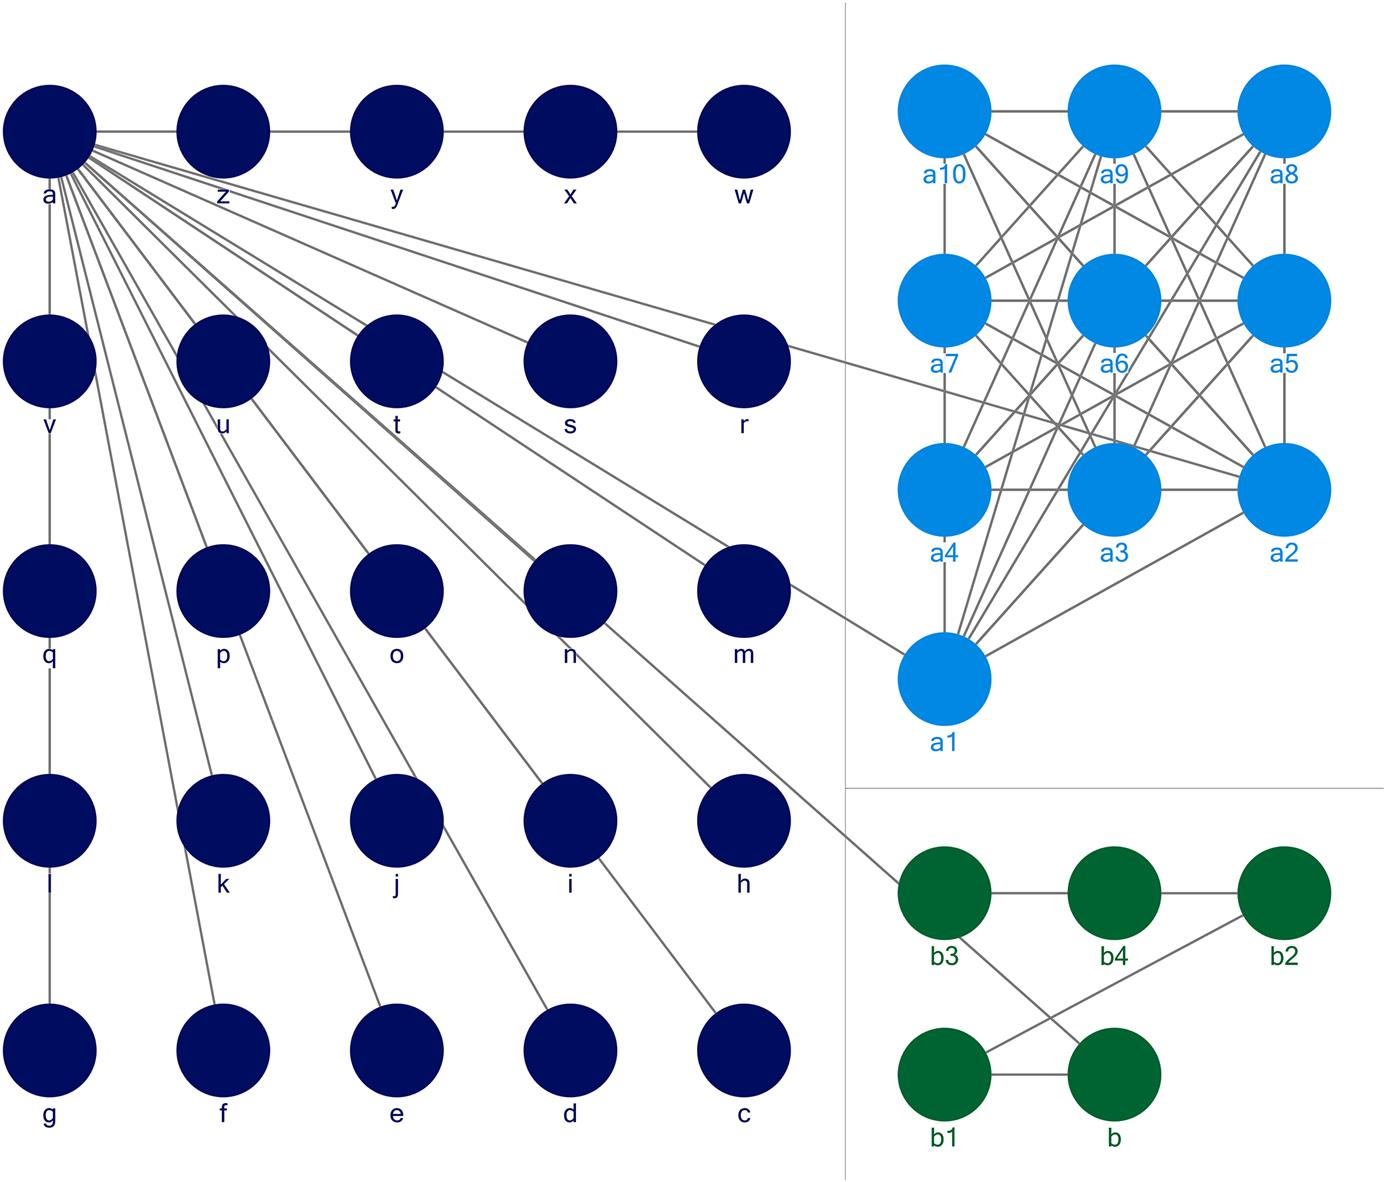 a z y x w
a10 a9 a8
v u t s r
a7 a6 a5
q p o n m
a4 a3 a2
l k j i h
a1
g f e d c
b3 b4 b2
b1 b